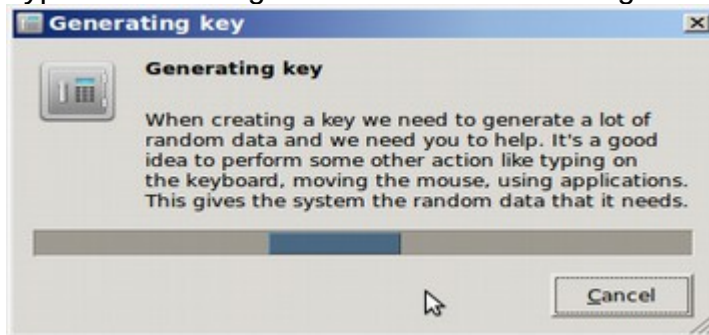 Generating key
Generating key
When creating a key we need to generate a lot of
random data and we need you to help. It's a good
idea to perform some other action like typing on
the keyboard, moving the mouse, using applications.
This gives the system the random data that it needs.
Cancel